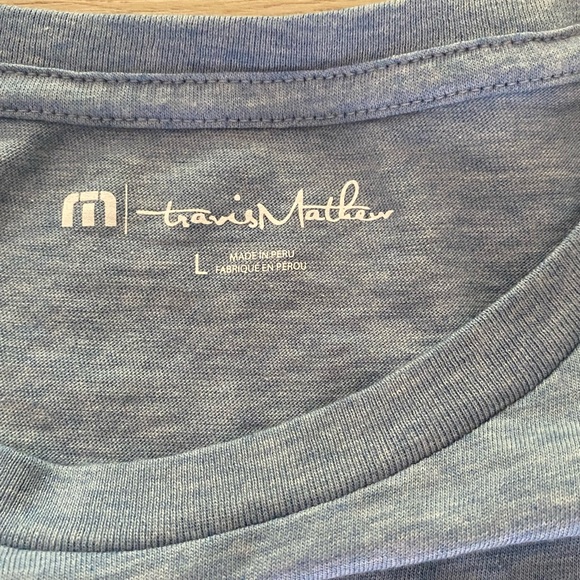 travisMathew
L
MADE IN PERU
FABRIQUÉ EN PÉROU